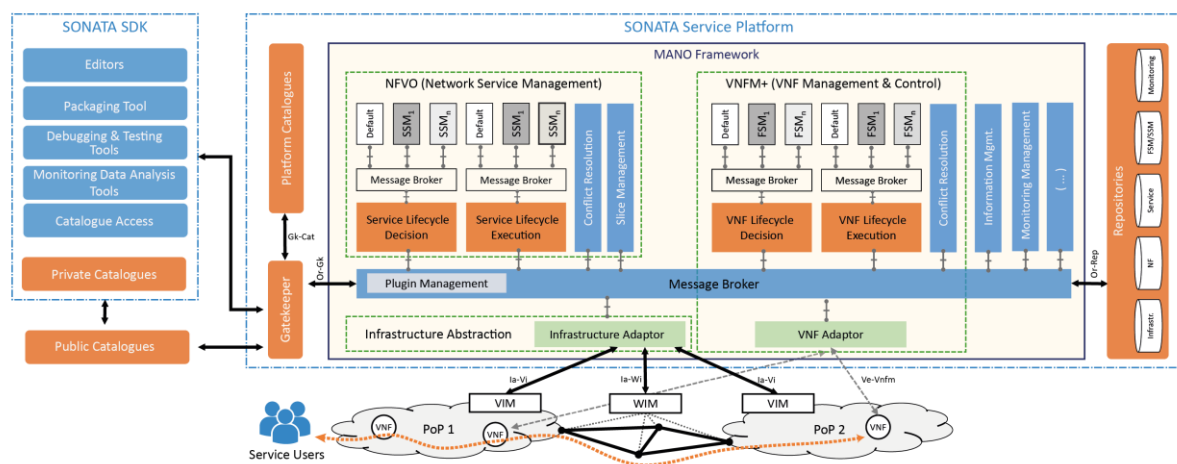 SONATA SDK
Editors
Packaging Tool
Debugging & Testing
Tools
Monitoring Data Analysis
Tools
Catalogue Access
Private Catalogues
Public Catalogues
SONATA Service Platform
Platform Catalogues
Gk-Cat
Gatekeeper
Or-Gk
MANO Framework
NFVO (Network Service Management)
Default
SSM1
SSMn
Default
SSM1
SSMn
Message Broker
Message Broker
Service Lifecycle
Decision
Service Lifecycle
Execution
Conflict Resolution
Slice Management
VNFM+ (VNF Management & Control)
Default
FSM1
FSMn
Default
FSM1
FSMn
Message Broker
Message Broker
VNF Lifecycle
Decision
VNF Lifecycle
Execution
Conflict Resolution
Information Mgmt.
Monitoring Management
( ... )
Plugin Management
Message Broker
Or-Rep
Repositories
Monitoring
FSM/SSM
Service
NF
Infrastr.
Infrastructure Abstraction
Infrastructure Adaptor
VNF Adaptor
Ia-Vi
Ia-Wi
Ia-Vi
Ve-Vnfm
VIM
WIM
VIM
VNF
PoP 1
VNF
PoP 2
VNF
Service Users